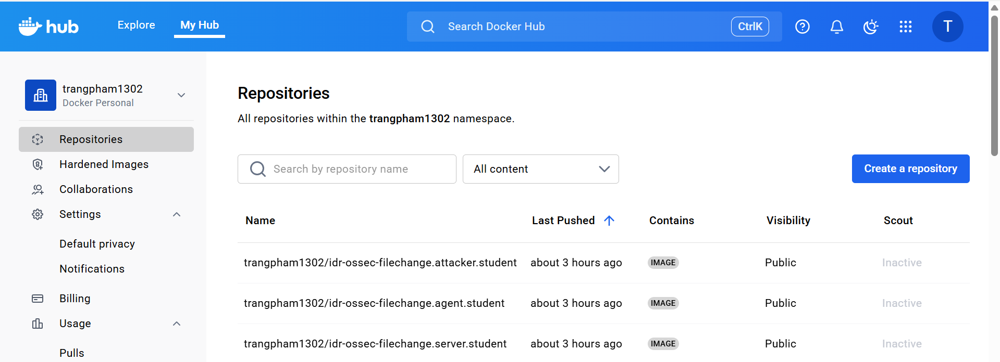 hub Explore My Hub Search Docker Hub CtrlK T
trangpham1302
Docker Personal
Repositories
Hardened Images
Collaborations
Settings
Default privacy
Notifications
Billing
Usage
Pulls
Repositories
All repositories within the trangpham1302 namespace.
Search by repository name All content Create a repository
Name Last Pushed Contains Visibility Scout
trangpham1302/idr-ossec-filechange.attacker.student about 3 hours ago IMAGE Public Inactive
trangpham1302/idr-ossec-filechange.agent.student about 3 hours ago IMAGE Public Inactive
trangpham1302/idr-ossec-filechange.server.student about 3 hours ago IMAGE Public Inactive